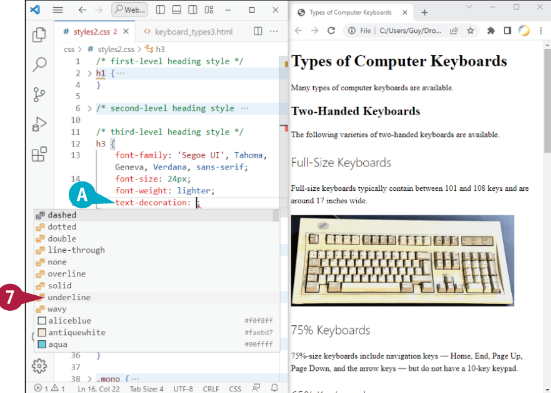 Web...
# styles2.css 2 ×
<> keyboard_types3.html
css > # styles2.css > h3
1 /* first-level heading style */
2 > h1 {···
4 }
5
6 > /* second-level heading style ···
10
11 /* third-level heading style */
12 h3 {
13 font-family: 'Segoe UI', Tahoma,
Geneva, Verdana, sans-serif;
14 font-size: 24px;
font-weight: lighter;
A
text-decoration: ;
dashed
dotted
double
line-through
none
overline
solid
7
underline
wavy
aliceblue #f0f8ff
antiquewhite #faebd7
aqua #00ffff
36 }
37
38 > .mono {···
1 2 Ln 16, Col 22 Tab Size: 4 UTF-8 CRLF CSS
Types of Computer Keyboards ×
File | C:/Users/Guy/Dro...
Types of Computer Keyboards
Many types of computer keyboards are available.
Two-Handed Keyboards
The following varieties of two-handed keyboards are available.
Full-Size Keyboards
Full-size keyboards typically contain between 101 and 108 keys and are
around 17 inches wide.
75% Keyboards
75%-size keyboards include navigation keys — Home, End, Page Up,
Page Down, and the arrow keys — but do not have a 10-key keypad.